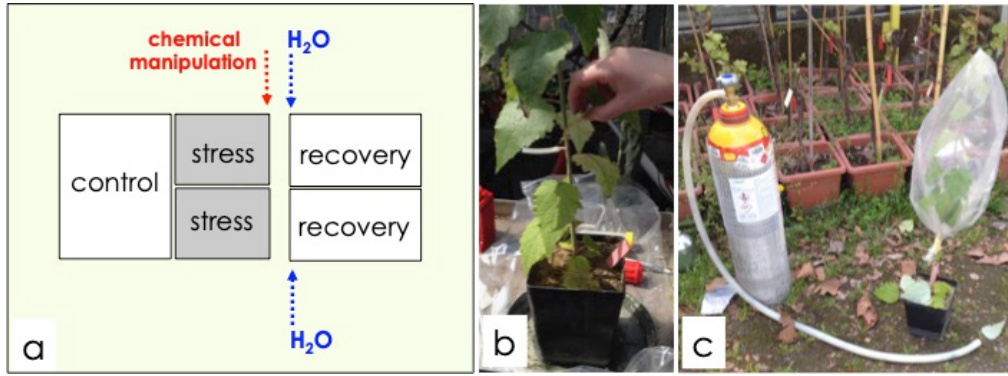 chemical
manipulation
H₂O
control
stress
recovery
stress
recovery
H₂O
a
b
c